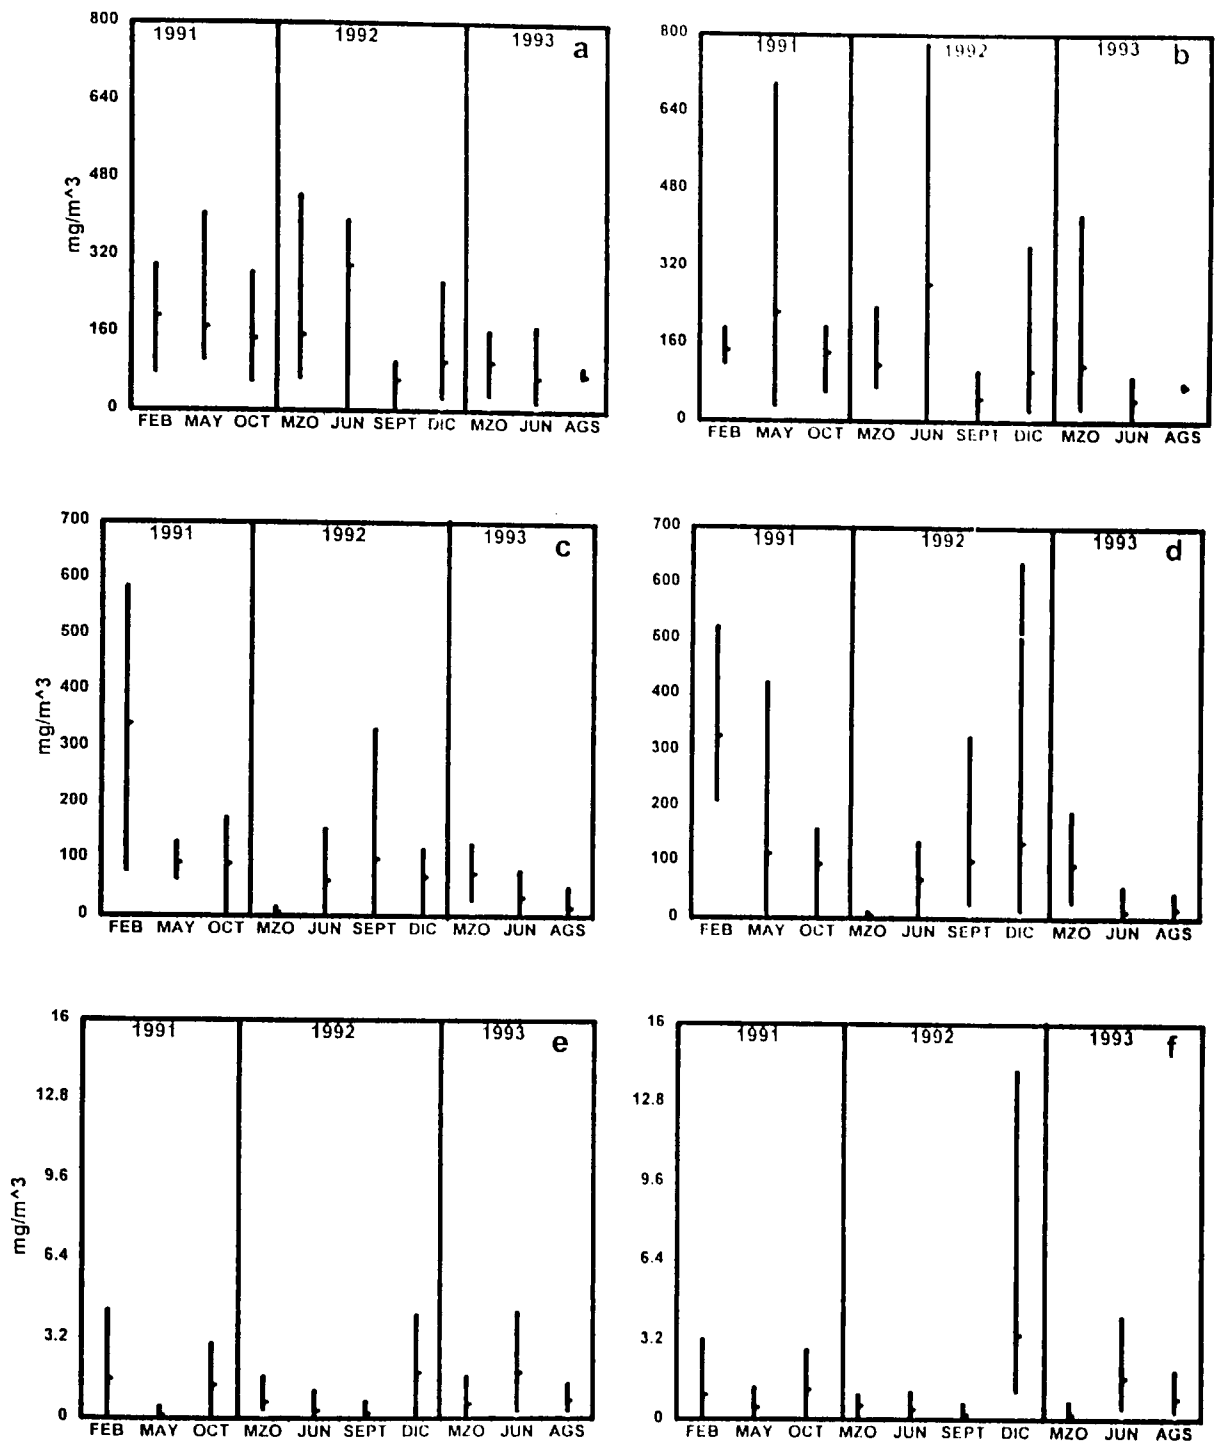 800
1991 1992 1993 a
640
480
320
160
0
mg/m^3
FEB MAY OCT MZO JUN SEPT DIC MZO JUN AGS
800
1991 1992 1993 b
640
480
320
160
0
FEB MAY OCT MZO JUN SEPT DIC MZO JUN AGS
700
1991 1992 1993 c
600
500
400
300
200
100
0
mg/m^3
FEB MAY OCT MZO JUN SEPT DIC MZO JUN AGS
700
1991 1992 1993 d
600
500
400
300
200
100
0
FEB MAY OCT MZO JUN SEPT DIC MZO JUN AGS
16
1991 1992 1993 e
12.8
9.6
6.4
3.2
0
mg/m^3
FEB MAY OCT MZO JUN SEPT DIC MZO JUN AGS
16
1991 1992 1993 f
12.8
9.6
6.4
3.2
0
FEB MAY OCT MZO JUN SEPT DIC MZO JUN AGS